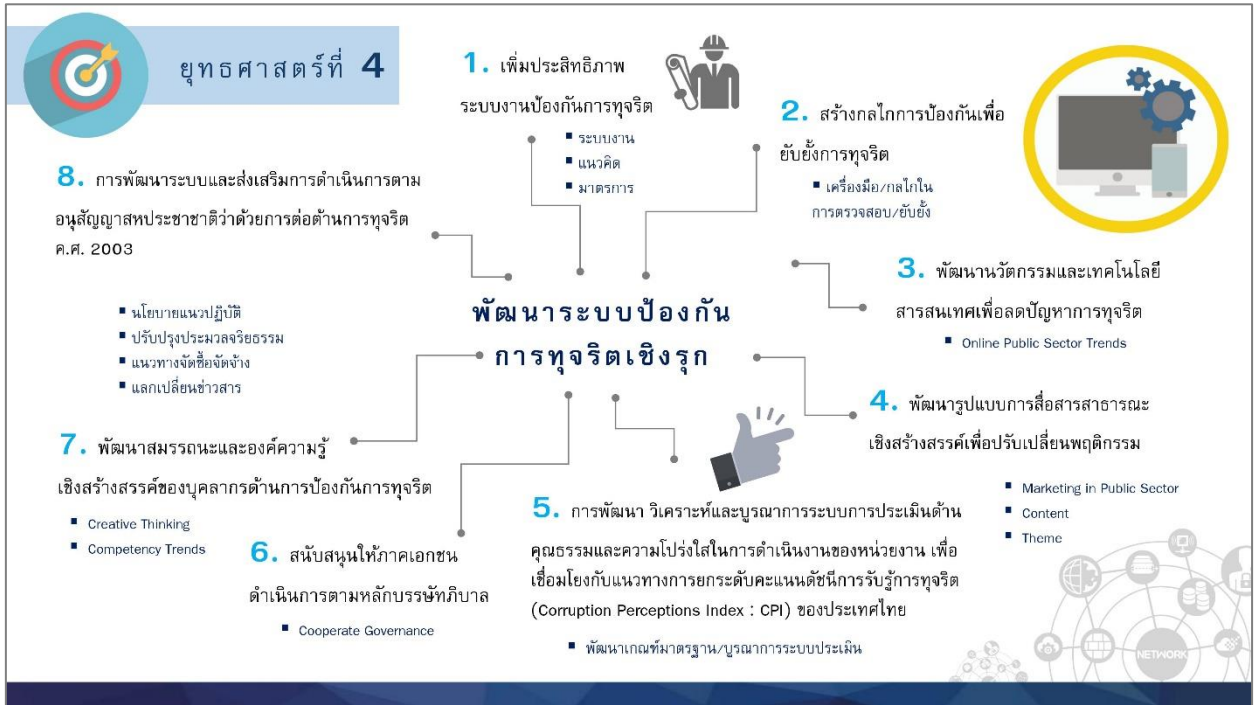 ยุทธศาสตร์ที่ 4
1. เพิ่มประสิทธิภาพ
ระบบงานป้องกันการทุจริต
▪ ระบบงาน
▪ แนวคิด
▪ มาตรการ
2. สร้างกลไกการป้องกันเพื่อ
ยับยั้งการทุจริต
▪ เครื่องมือ/กลไกใน
การตรวจสอบ/ยับยั้ง
3. พัฒนานวัตกรรมและเทคโนโลยี
สารสนเทศเพื่อลดปัญหาการทุจริต
▪ Online Public Sector Trends
4. พัฒนารูปแบบการสื่อสารสาธารณะ
เชิงสร้างสรรค์เพื่อปรับเปลี่ยนพฤติกรรม
▪ Marketing in Public Sector
▪ Content
▪ Theme
5. การพัฒนา วิเคราะห์และบูรณาการระบบการประเมินด้าน
คุณธรรมและความโปร่งใสในการดำเนินงานของหน่วยงาน เพื่อ
เชื่อมโยงกับแนวทางการยกระดับคะแนนดัชนีการรับรู้การทุจริต
(Corruption Perceptions Index : CPI) ของประเทศไทย
▪ พัฒนาเกณฑ์มาตรฐาน/บูรณาการระบบประเมิน
6. สนับสนุนให้ภาคเอกชน
ดำเนินการตามหลักบรรษัทภิบาล
▪ Cooperate Governance
7. พัฒนาสมรรถนะและองค์ความรู้
เชิงสร้างสรรค์ของบุคลากรด้านการป้องกันการทุจริต
▪ Creative Thinking
▪ Competency Trends
8. การพัฒนาระบบและส่งเสริมการดำเนินการตาม
อนุสัญญาสหประชาชาติว่าด้วยการต่อต้านการทุจริต
ค.ศ. 2003
▪ นโยบายแนวปฏิบัติ
▪ ปรับปรุงประมวลจริยธรรม
▪ แนวทางจัดซื้อจัดจ้าง
▪ แลกเปลี่ยนข่าวสาร
พัฒนาระบบป้องกัน
การทุจริตเชิงรุก
NETWORK